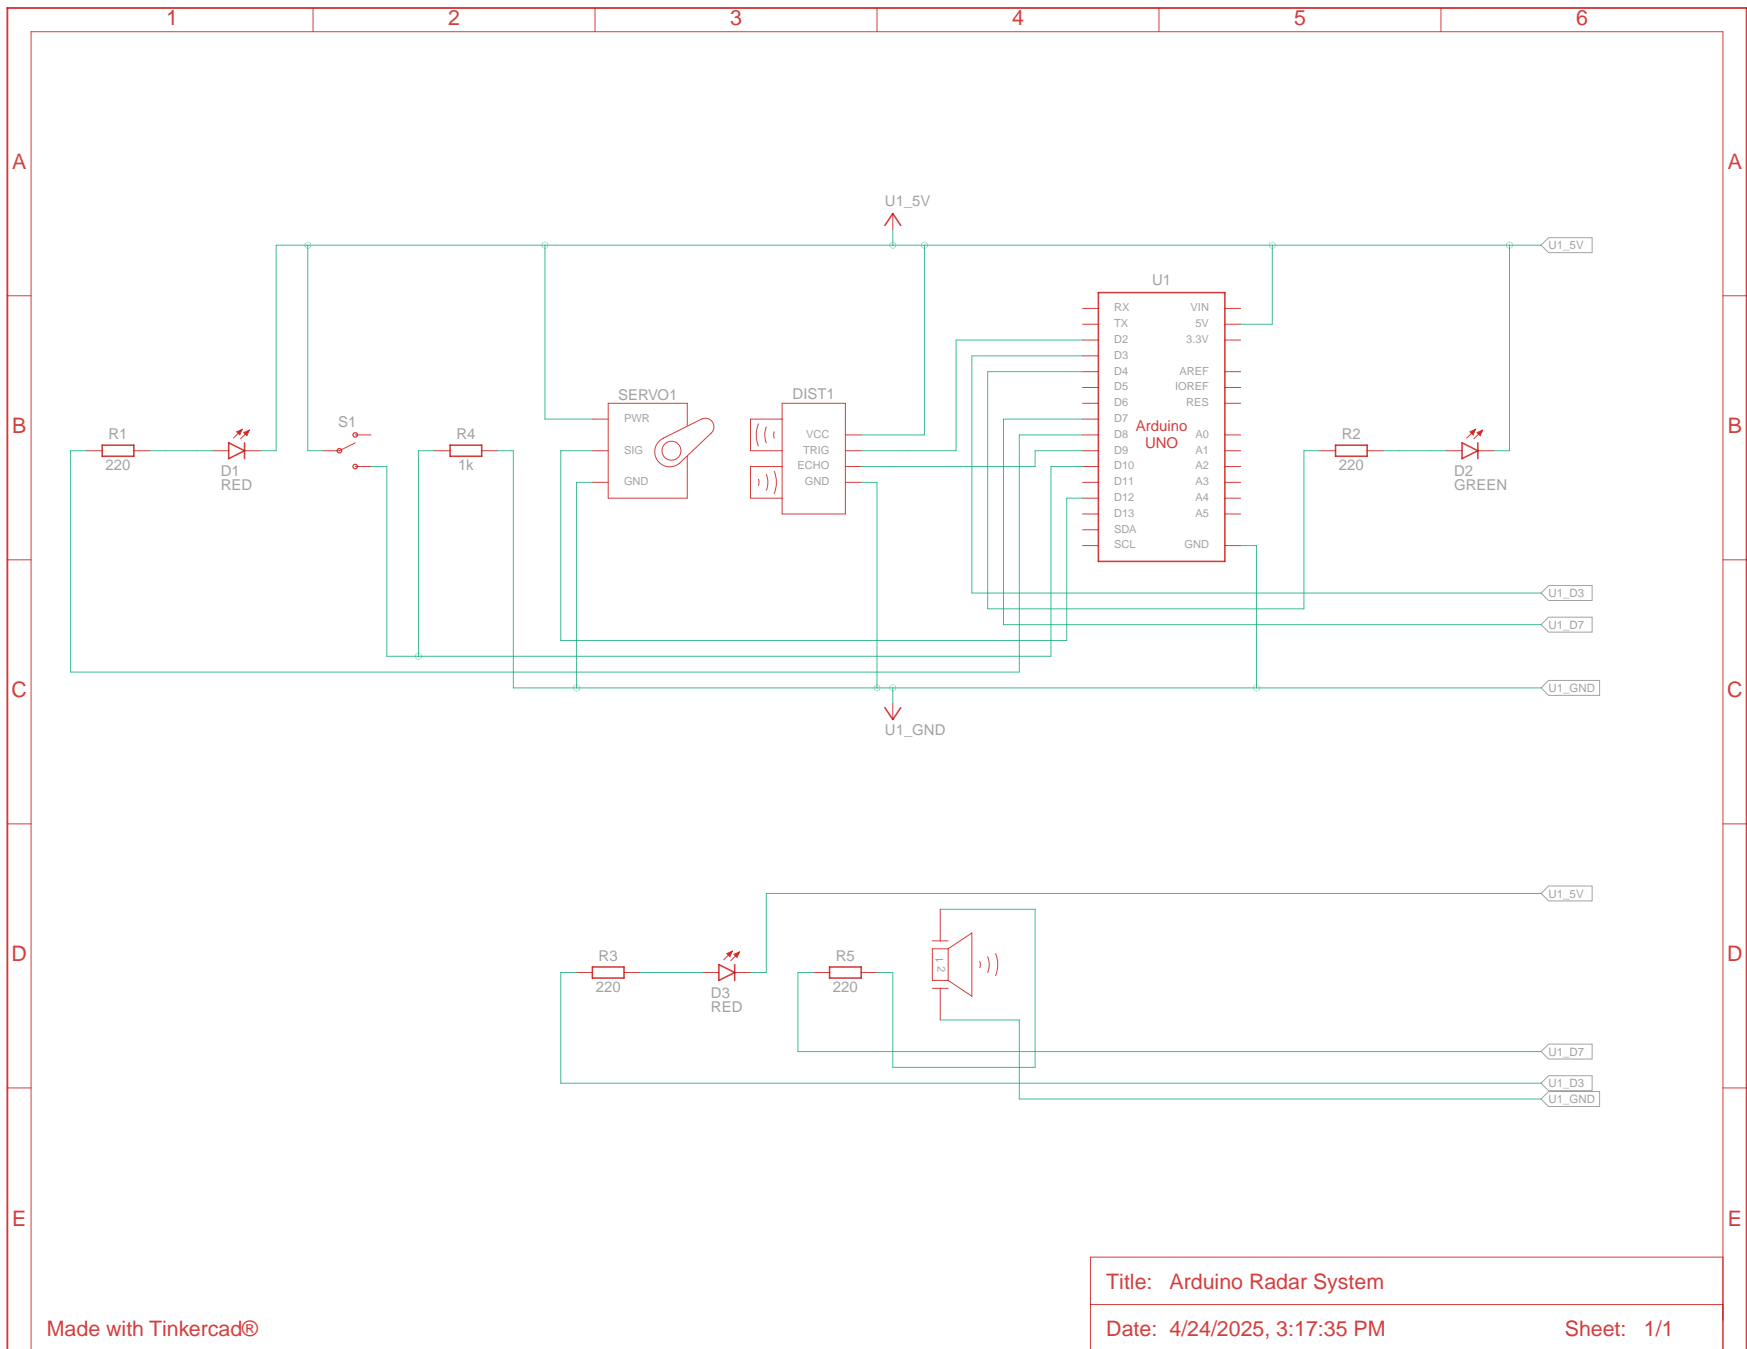 1 2 3 4 5 6
A A
U1_5V
U1_5V
U1
RX VIN
TX 5V
D2 3.3V
D3
D4 AREF
D5 IOREF
D6 RES
D7
D8 A0
D9 A1
D10 A2
D11 A3
D12 A4
D13 A5
SDA
SCL GND
Arduino
UNO
B B
R1
220
D1
RED
S1
R4
1k
SERVO1
PWR
SIG
GND
DIST1
VCC
TRIG
ECHO
GND
R2
220
D2
GREEN
U1_D3
U1_D7
C C
U1_GND
U1_GND
U1_5V
D D
R3
220
D3
RED
R5
220
1 2
U1_D7
U1_D3
U1_GND
E E
Title: Arduino Radar System
Made with Tinkercad®
Date: 4/24/2025, 3:17:35 PM Sheet: 1/1